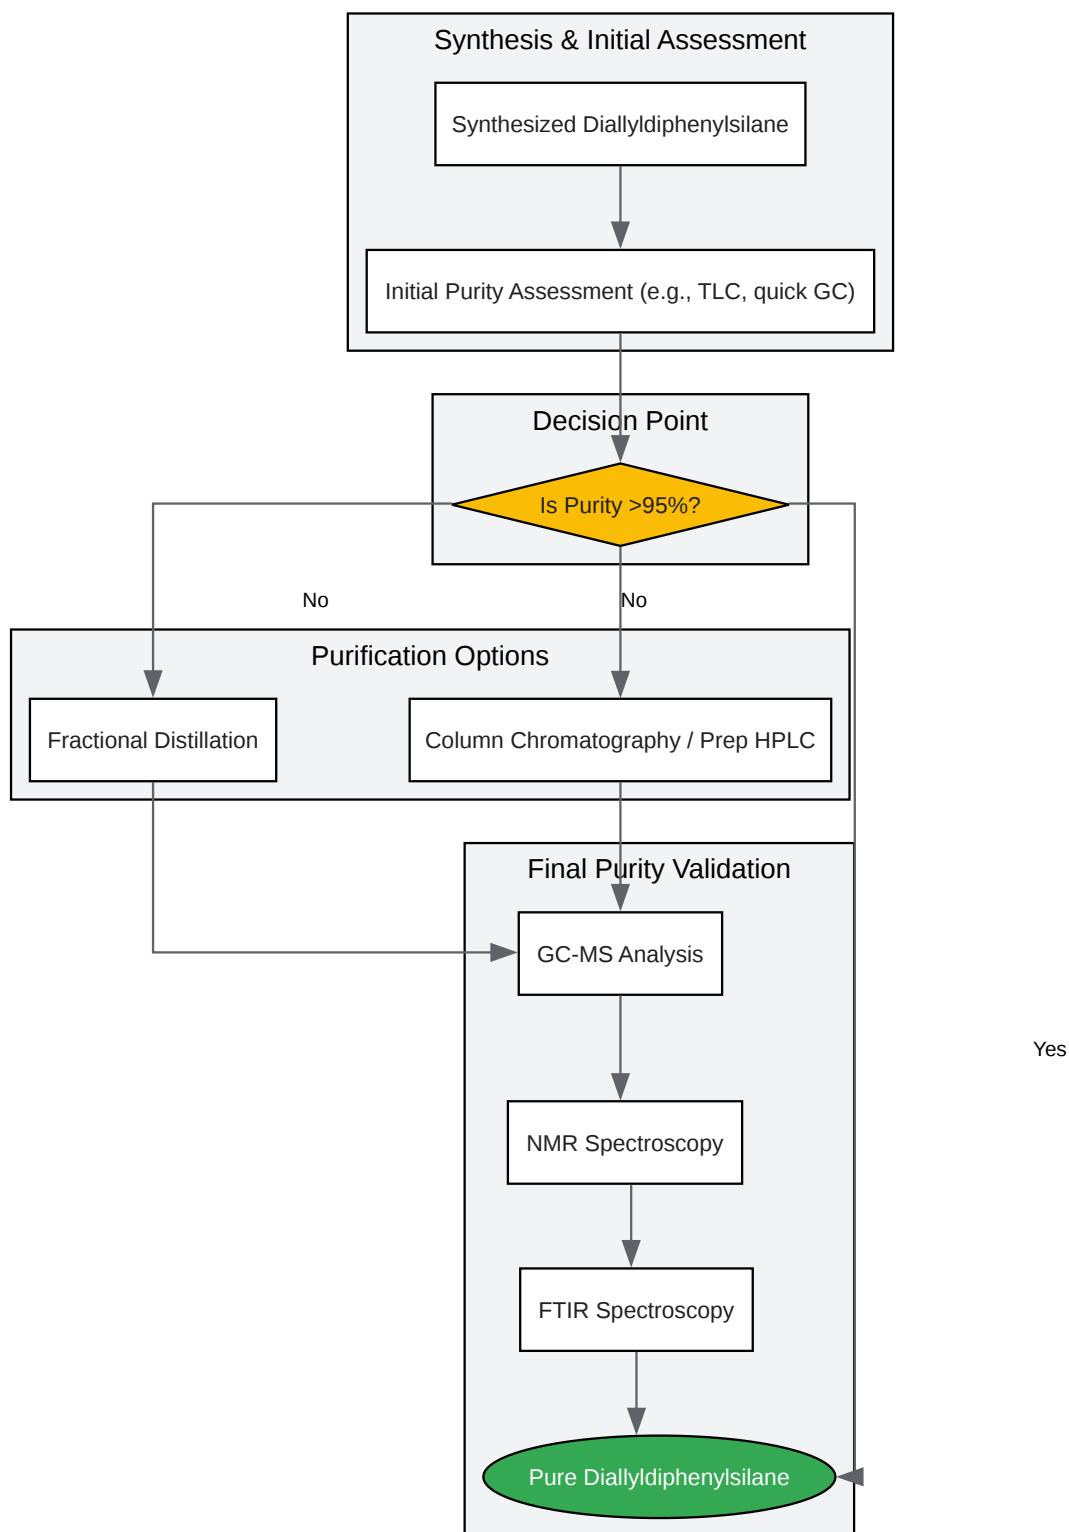 Synthesis & Initial Assessment
Synthesized Diallyldiphenylsilane
Initial Purity Assessment (e.g., TLC, quick GC)
Decision Point
Is Purity >95%?
No
No
Purification Options
Fractional Distillation
Column Chromatography / Prep HPLC
Final Purity Validation
GC-MS Analysis
Yes
NMR Spectroscopy
FTIR Spectroscopy
Pure Diallyldiphenylsilane